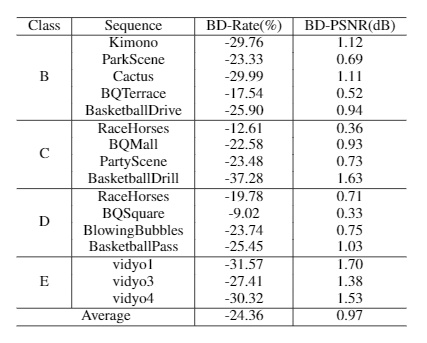 Class Sequence BD-Rate(%) BD-PSNR(dB)
Kimono -29.76 1.12
ParkScene -23.33 0.69
B Cactus -29.99 1.11
BQTerrace -17.54 0.52
BasketballDrive -25.90 0.94
RaceHorses -12.61 0.36
BQMall -22.58 0.93
C
PartyScene -23.48 0.73
BasketballDrill -37.28 1.63
RaceHorses -19.78 0.71
BQSquare -9.02 0.33
D
BlowingBubbles -23.74 0.75
BasketballPass -25.45 1.03
vidyo1 -31.57 1.70
E vidyo3 -27.41 1.38
vidyo4 -30.32 1.53
Average -24.36 0.97